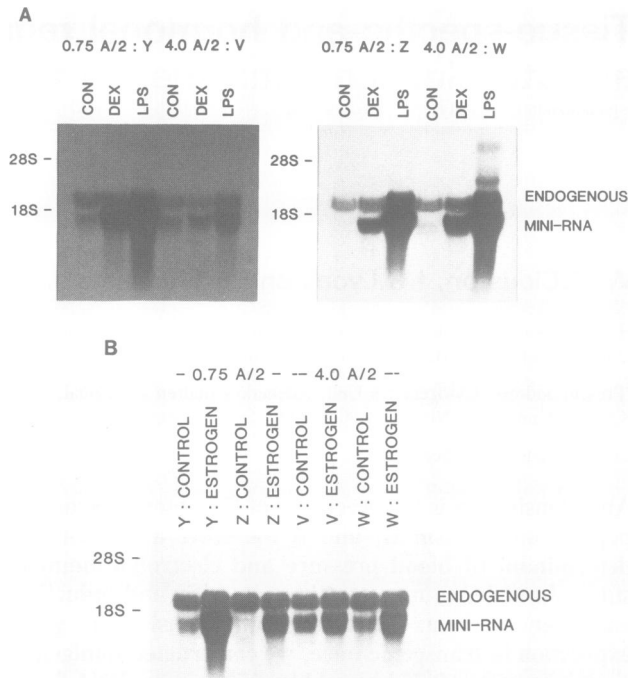 A
0.75 A/2 : Y 4.0 A/2 : V
0.75 A/2 : Z 4.0 A/2 : W
CON DEX LPS CON DEX LPS
CON DEX LPS CON DEX LPS
28S –
18S –
28S –
18S –
ENDOGENOUS
MINI-RNA
B
– 0.75 A/2 – –– 4.0 A/2 ––
Y : CONTROL
Y : ESTROGEN
Z : CONTROL
Z : ESTROGEN
V : CONTROL
V : ESTROGEN
W : CONTROL
W : ESTROGEN
28S –
18S –
ENDOGENOUS
MINI-RNA